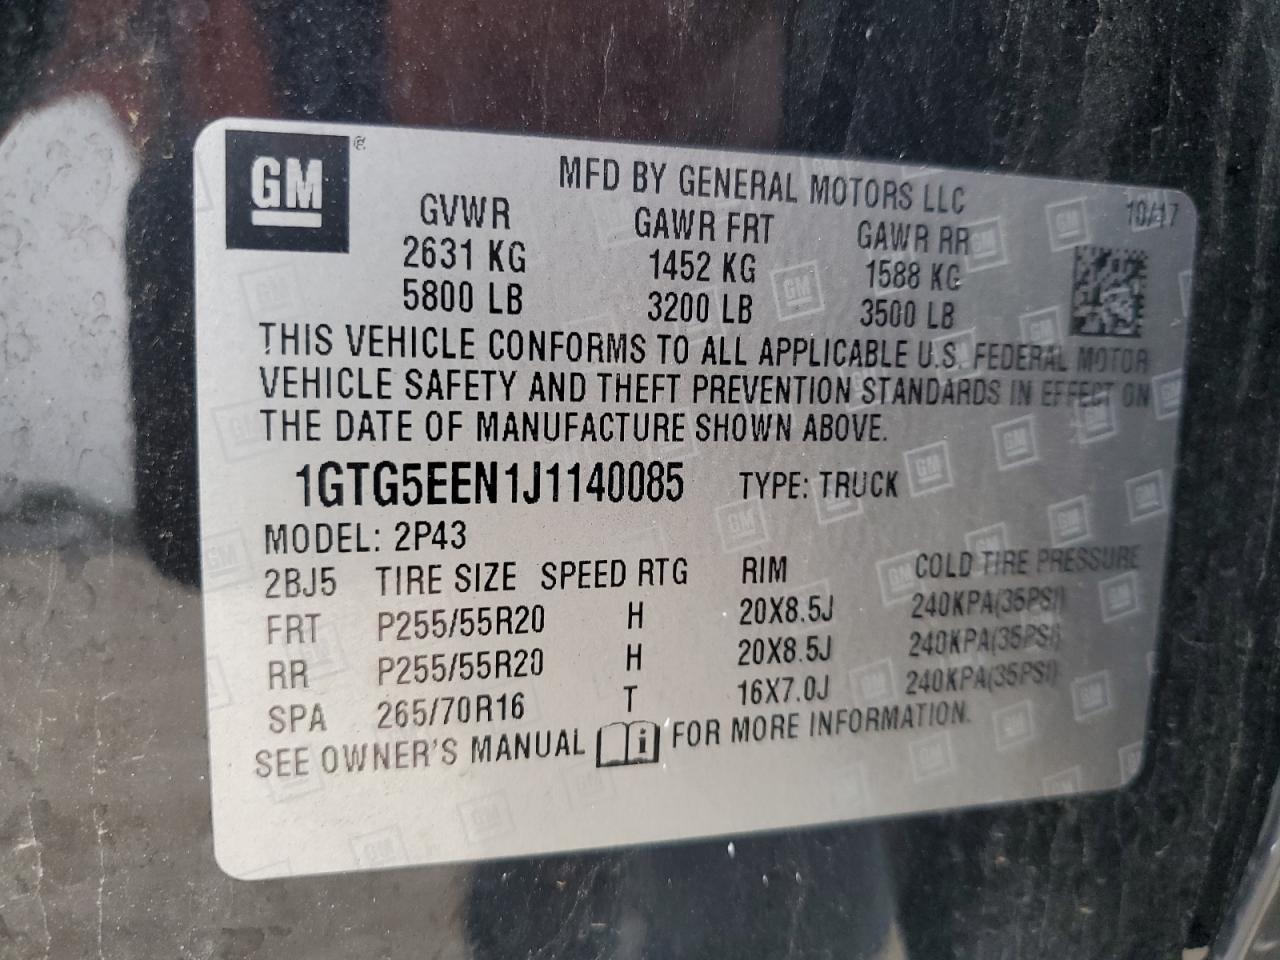 GM ®
MFD BY GENERAL MOTORS LLC
10/17
GVWR GAWR FRT GAWR RR
2631 KG 1452 KG 1588 KG
5800 LB 3200 LB 3500 LB
THIS VEHICLE CONFORMS TO ALL APPLICABLE U.S. FEDERAL MOTOR
VEHICLE SAFETY AND THEFT PREVENTION STANDARDS IN EFFECT ON
THE DATE OF MANUFACTURE SHOWN ABOVE.
1GTG5EEN1J1140085 TYPE: TRUCK
MODEL: 2P43
2BJ5 TIRE SIZE SPEED RTG RIM COLD TIRE PRESSURE
FRT P255/55R20 H 20X8.5J 240KPA(35PSI)
RR P255/55R20 H 20X8.5J 240KPA(35PSI)
SPA 265/70R16 T 16X7.0J 240KPA(35PSI)
SEE OWNER'S MANUAL i FOR MORE INFORMATION.